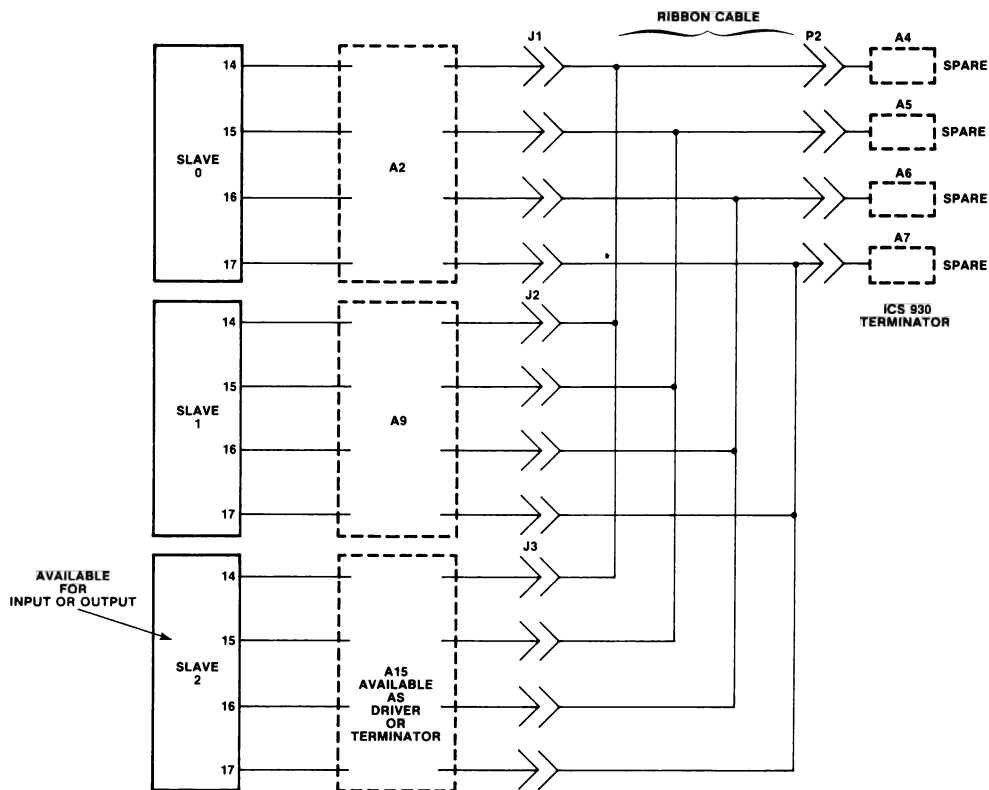 RIBBON CABLE
J1
P2
A4
14
SPARE
A5
15
SPARE
SLAVE
0
A2
A6
16
SPARE
A7
17
SPARE
J2
ICS 930
TERMINATOR
14
15
SLAVE
1
A9
16
17
J3
AVAILABLE
FOR
INPUT OR OUTPUT
14
15
SLAVE
2
A15
AVAILABLE
AS
DRIVER
OR
TERMINATOR
16
17